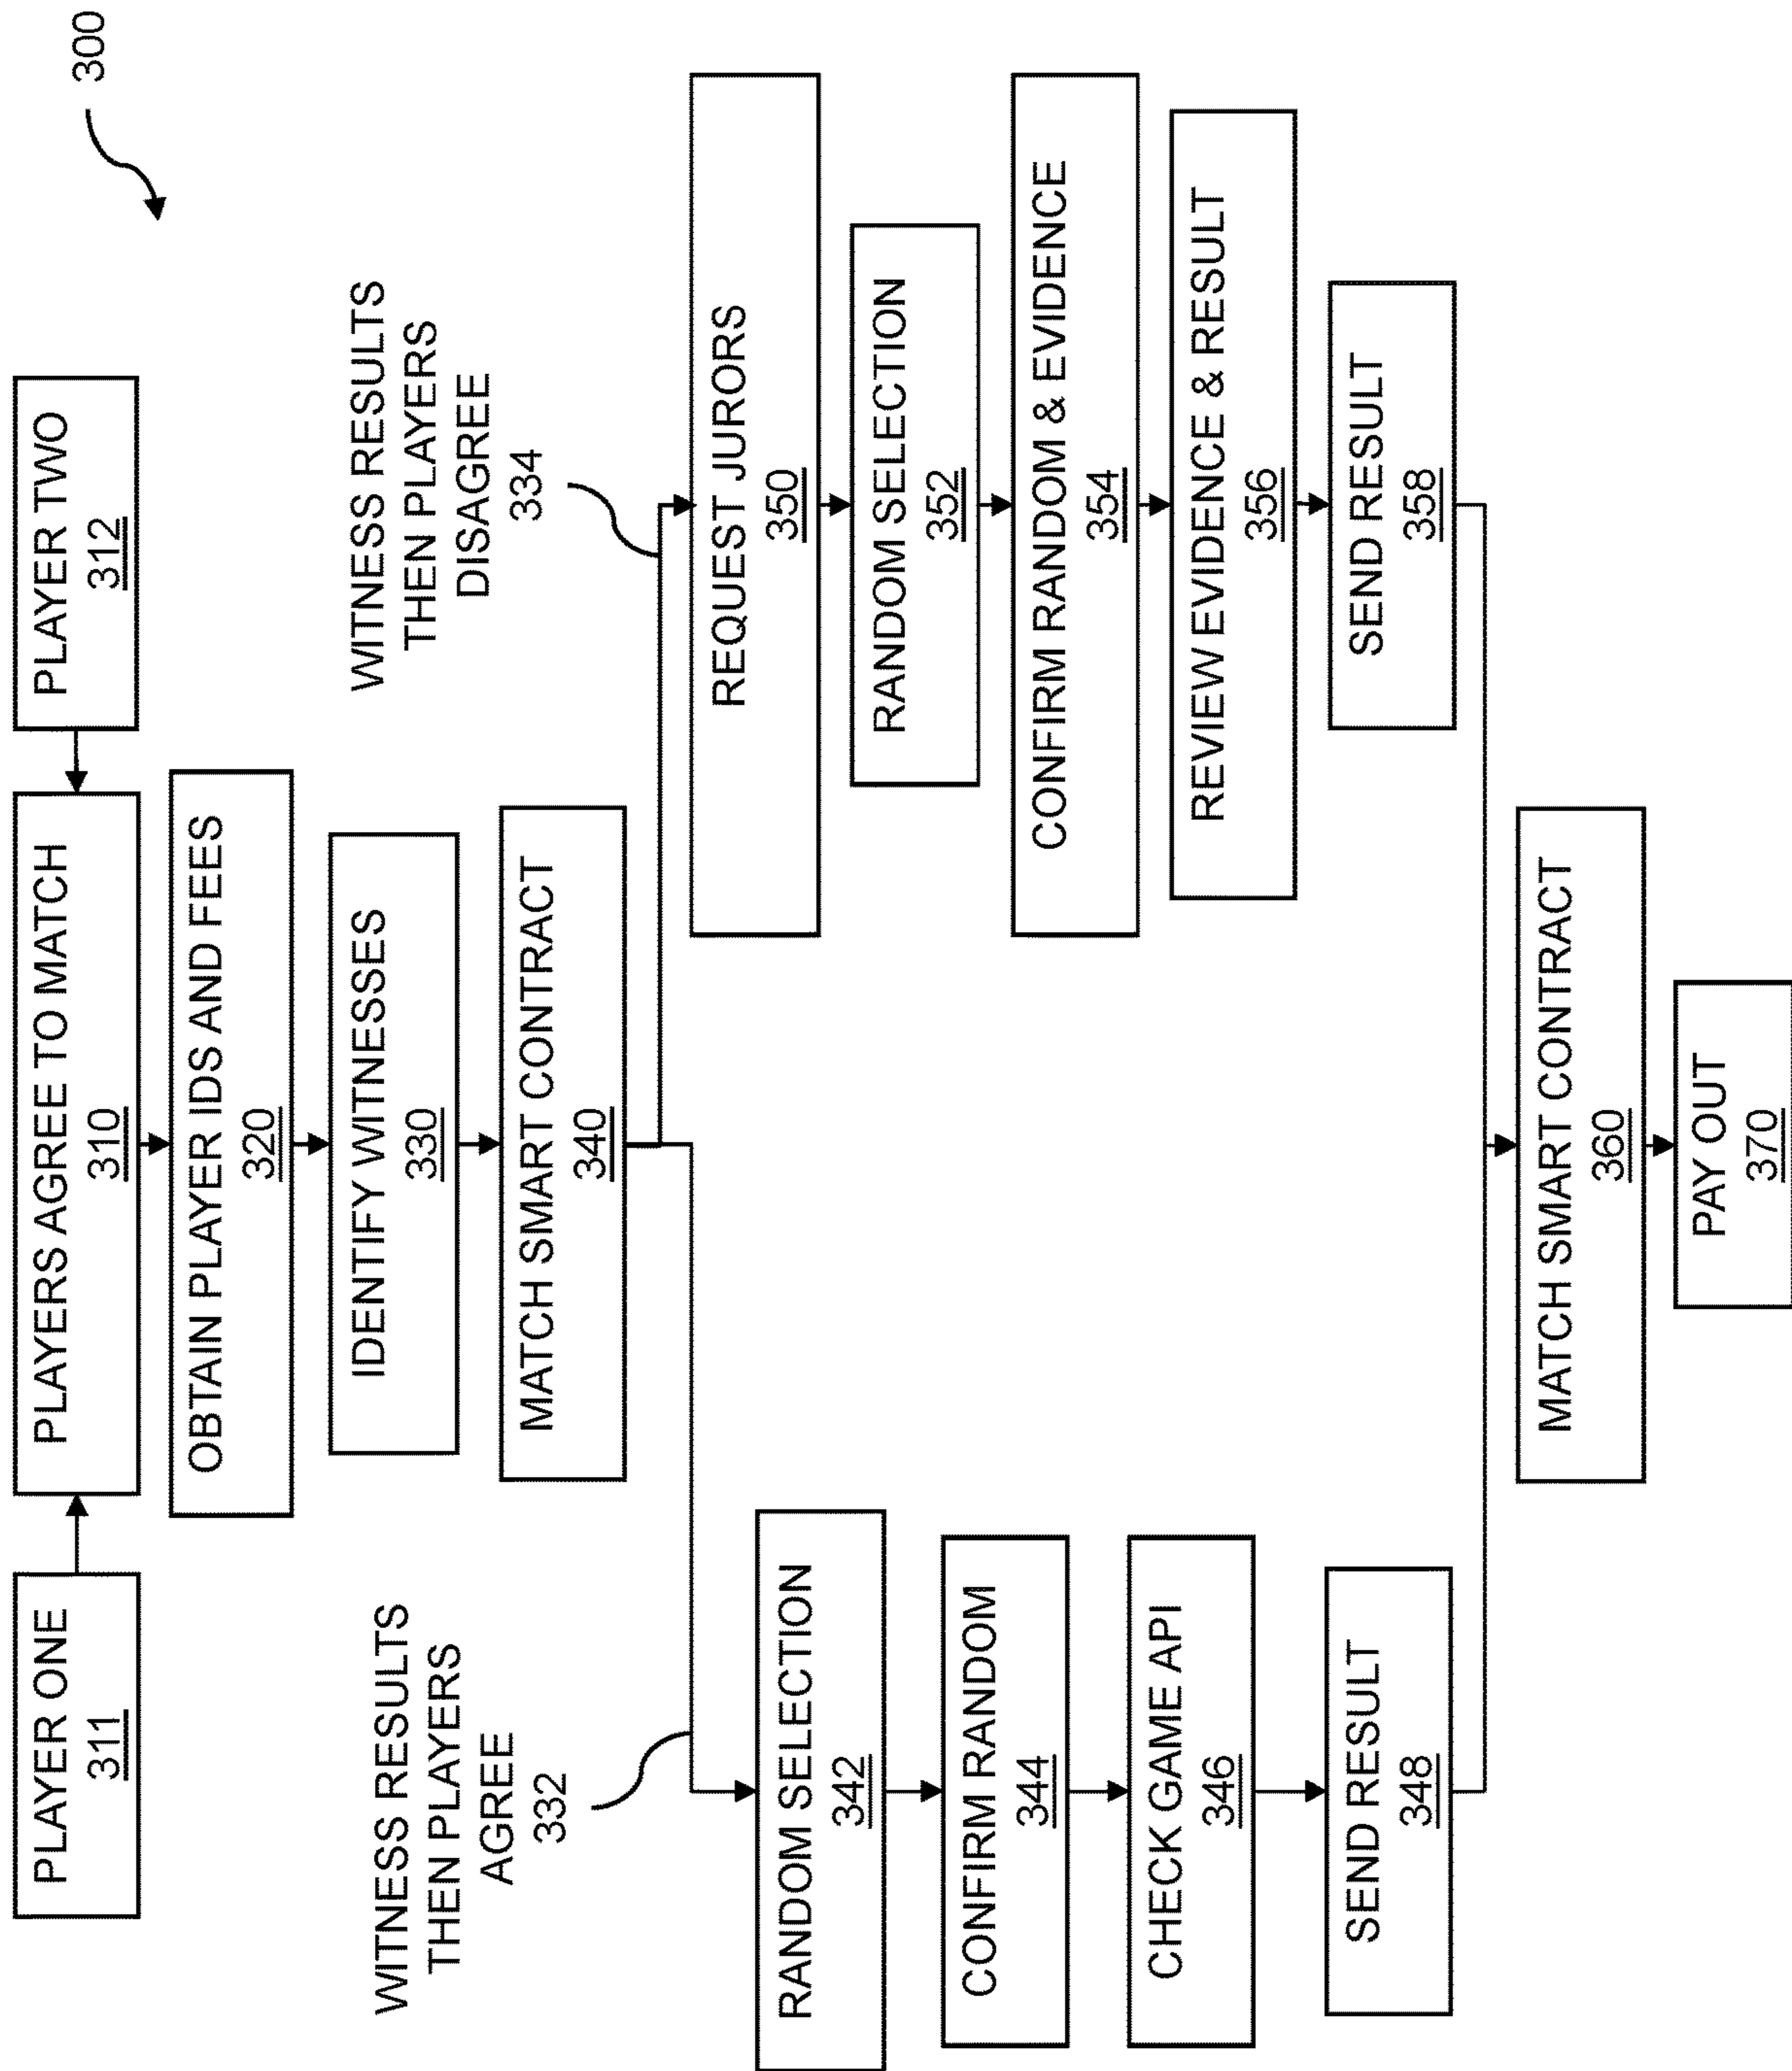 300
PLAYER ONE
311
PLAYERS AGREE TO MATCH
310
PLAYER TWO
312
OBTAIN PLAYER IDS AND FEES
320
IDENTIFY WITNESSES
330
MATCH SMART CONTRACT
340
WITNESS RESULTS
THEN PLAYERS
AGREE
332
WITNESS RESULTS
THEN PLAYERS
DISAGREE
334
RANDOM SELECTION
342
CONFIRM RANDOM
344
CHECK GAME API
346
SEND RESULT
348
REQUEST JURORS
350
RANDOM SELECTION
352
CONFIRM RANDOM & EVIDENCE
354
REVIEW EVIDENCE & RESULT
356
SEND RESULT
358
MATCH SMART CONTRACT
360
PAY OUT
370